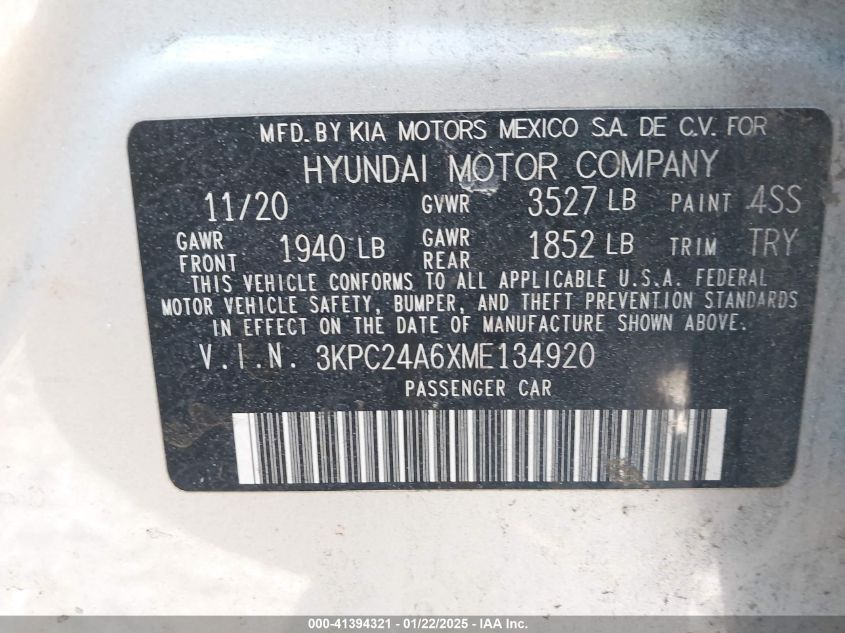 MFD. BY KIA MOTORS MEXICO S.A. DE C.V. FOR
HYUNDAI MOTOR COMPANY
11/20 GVWR 3527 LB PAINT 4SS
GAWR FRONT 1940 LB GAWR REAR 1852 LB TRIM TRY
THIS VEHICLE CONFORMS TO ALL APPLICABLE U.S.A. FEDERAL
MOTOR VEHICLE SAFETY, BUMPER, AND THEFT PREVENTION STANDARDS
IN EFFECT ON THE DATE OF MANUFACTURE SHOWN ABOVE.
V.I.N. 3KPC24A6XME134920
PASSENGER CAR
000-41394321 - 01/22/2025 - IAA Inc.